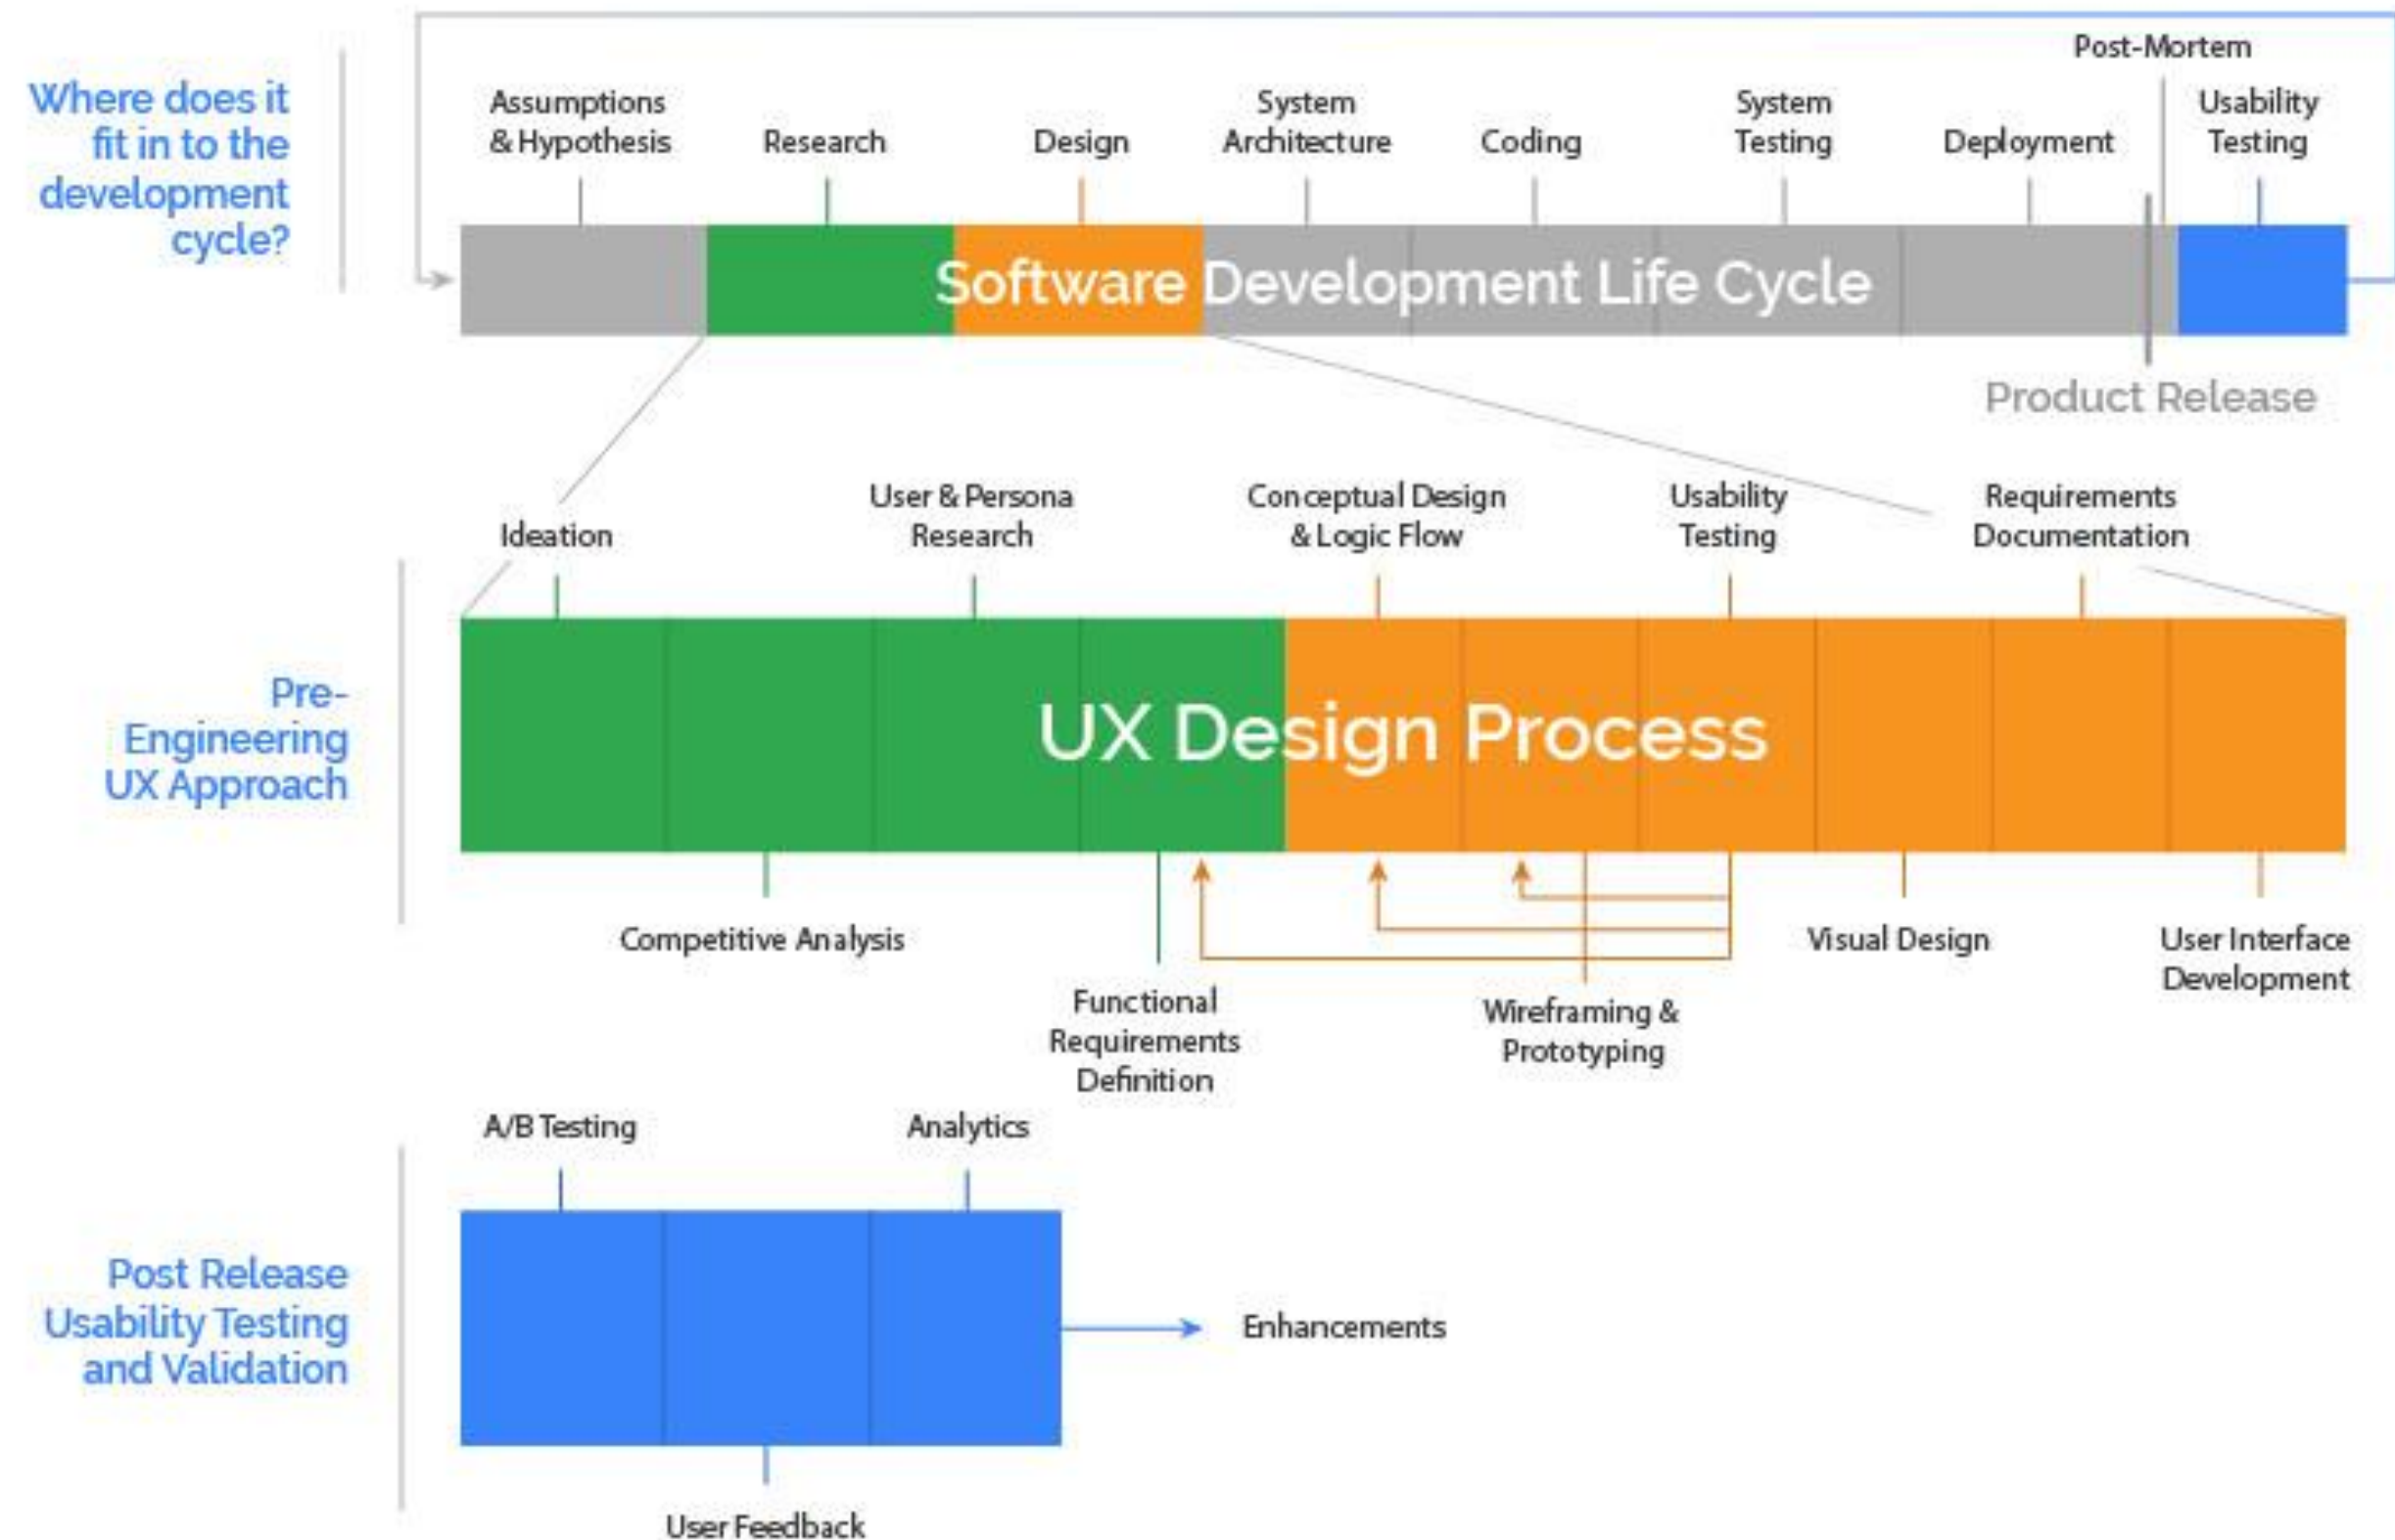 Where does it
fit in to the
development
cycle?
Assumptions
& Hypothesis
Research
Design
System
Architecture
Coding
System
Testing
Deployment
Post-Mortem
Usability
Testing
Software Development Life Cycle
Product Release
Pre-
Engineering
UX Approach
Ideation
User & Persona
Research
Conceptual Design
& Logic Flow
Usability
Testing
Requirements
Documentation
UX Design Process
Competitive Analysis
Functional
Requirements
Definition
Wireframing &
Prototyping
Visual Design
User Interface
Development
Post Release
Usability Testing
and Validation
A/B Testing
Analytics
Enhancements
User Feedback